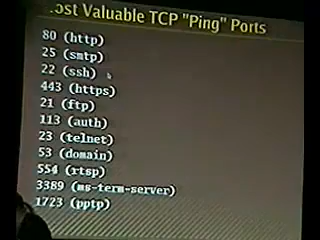 ost Valuable TCP "Ping" Ports
80 (http)
25 (smtp)
22 (ssh)
443 (https)
21 (ftp)
113 (auth)
23 (telnet)
53 (domain)
554 (rtsp)
3389 (ms-term-server)
1723 (pptp)